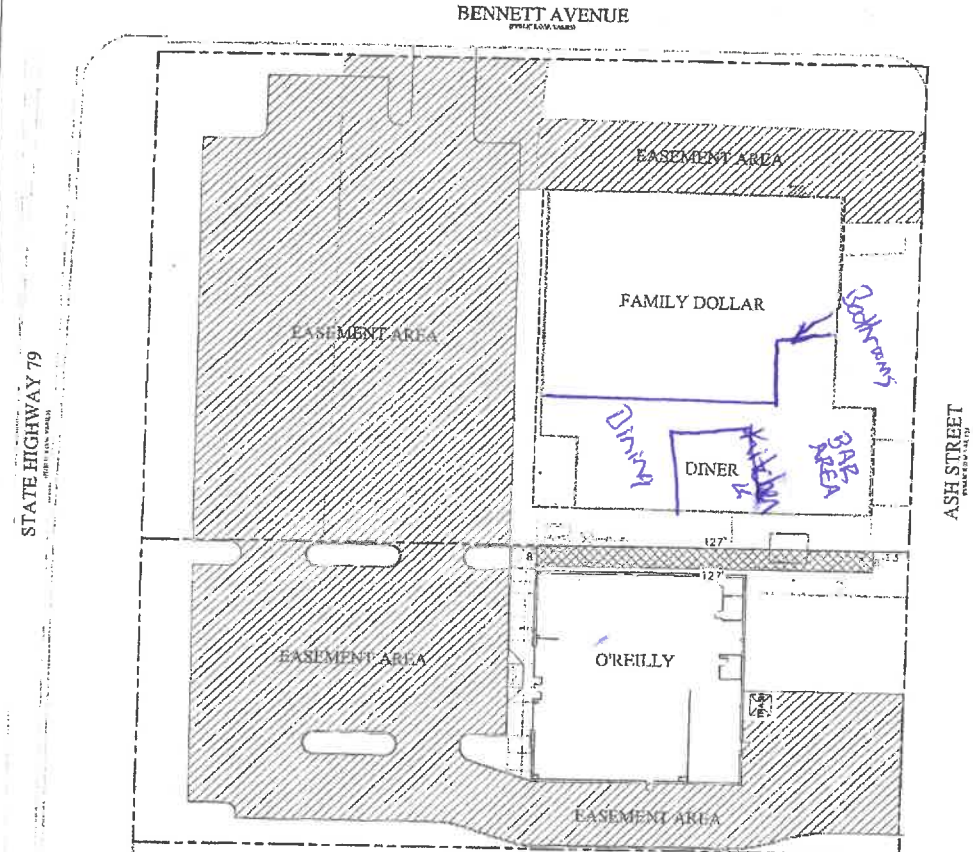 BENNETT AVENUE
EASEMENT AREA
FAMILY DOLLAR
Bathrooms
EASEMENT AREA
STATE HIGHWAY 79
ASH STREET
Dining
DINER
Kitchen
BAR
AREA
127'
8
127'
EASEMENT AREA
O'REILLY
TRASH
EASEMENT AREA